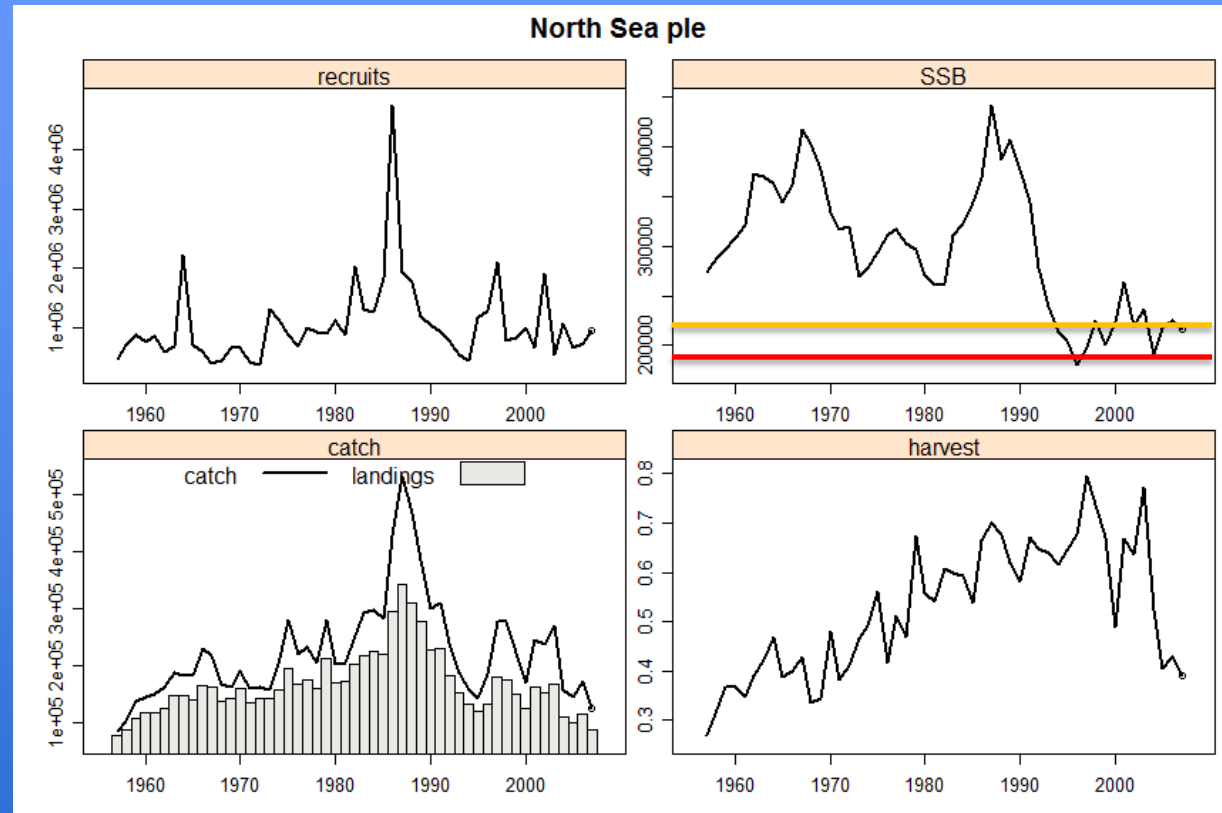 North Sea ple
recruits
1e+06 2e+06 3e+06 4e+06
1960 1970 1980 1990 2000
SSB
200000 300000 400000
1960 1970 1980 1990 2000
catch
catch landings
1e+05 2e+05 3e+05 4e+05 5e+05
1960 1970 1980 1990 2000
harvest
0.3 0.4 0.5 0.6 0.7 0.8
1960 1970 1980 1990 2000